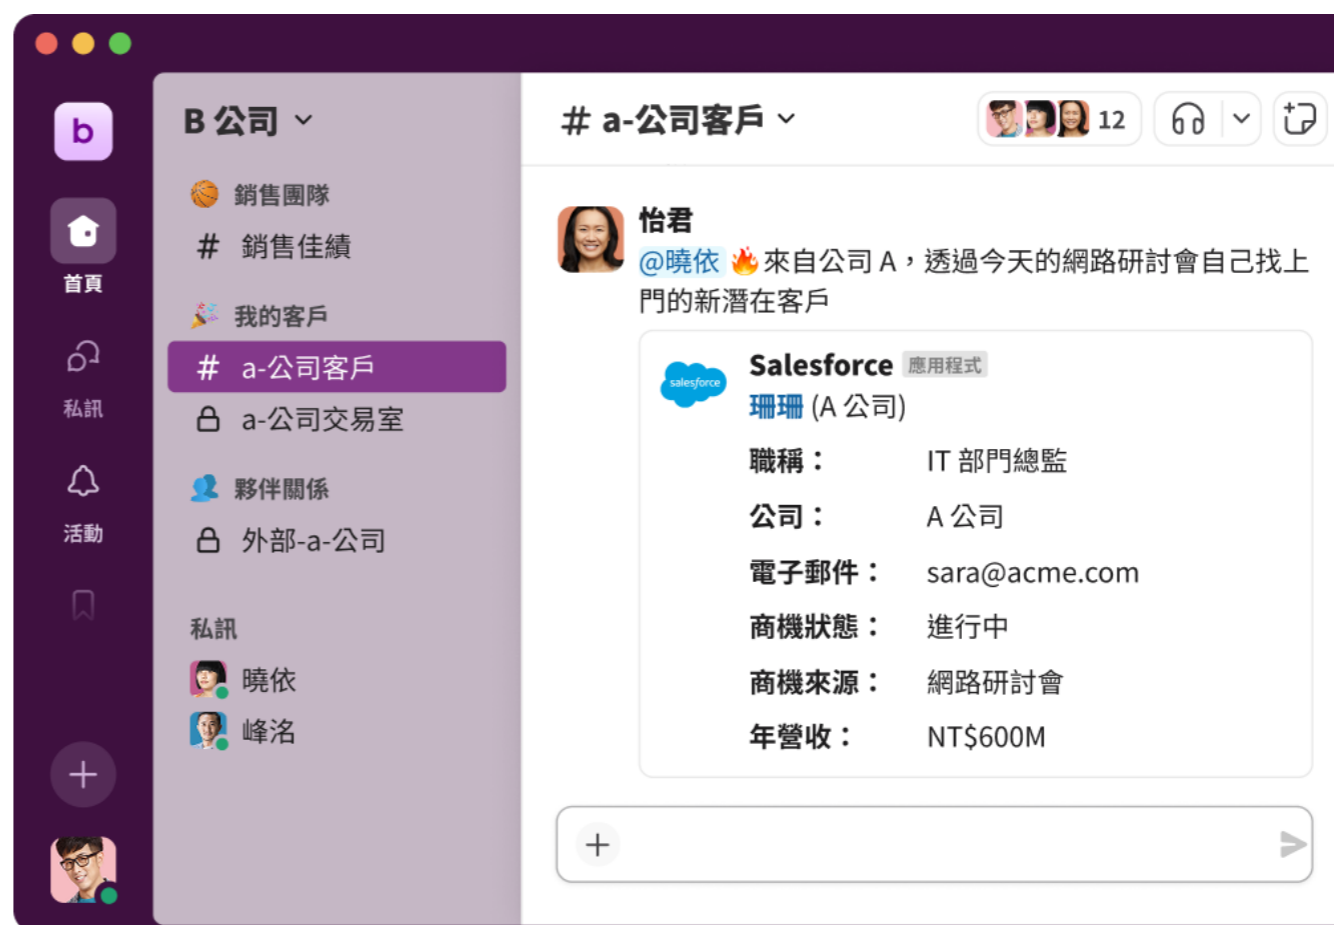 b
首頁
私訊
活動
B 公司
銷售團隊
# 銷售佳績
我的客戶
# a-公司客戶
a-公司交易室
夥伴關係
外部-a-公司
私訊
曉依
峰洺
# a-公司客戶
12
怡君
@曉依 🔥來自公司 A，透過今天的網路研討會自己找上
門的新潛在客戶
salesforce
Salesforce 應用程式
珊珊 (A 公司)
職稱： IT 部門總監
公司： A 公司
電子郵件： sara@acme.com
商機狀態： 進行中
商機來源： 網路研討會
年營收： NT$600M